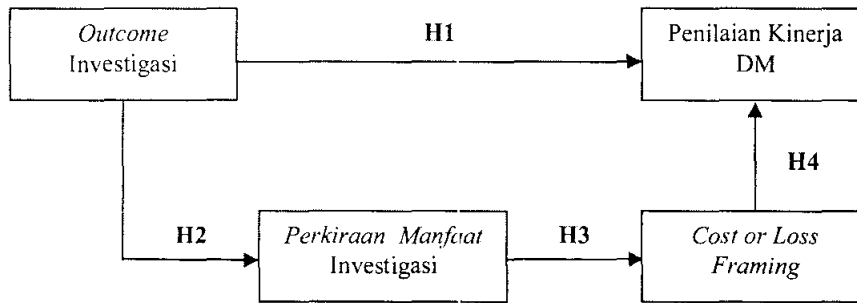 Outcome
Investigasi
H1
Penilaian Kinerja
DM
H4
H2
Perkiraan Manfaat
Investigasi
H3
Cost or Loss
Framing